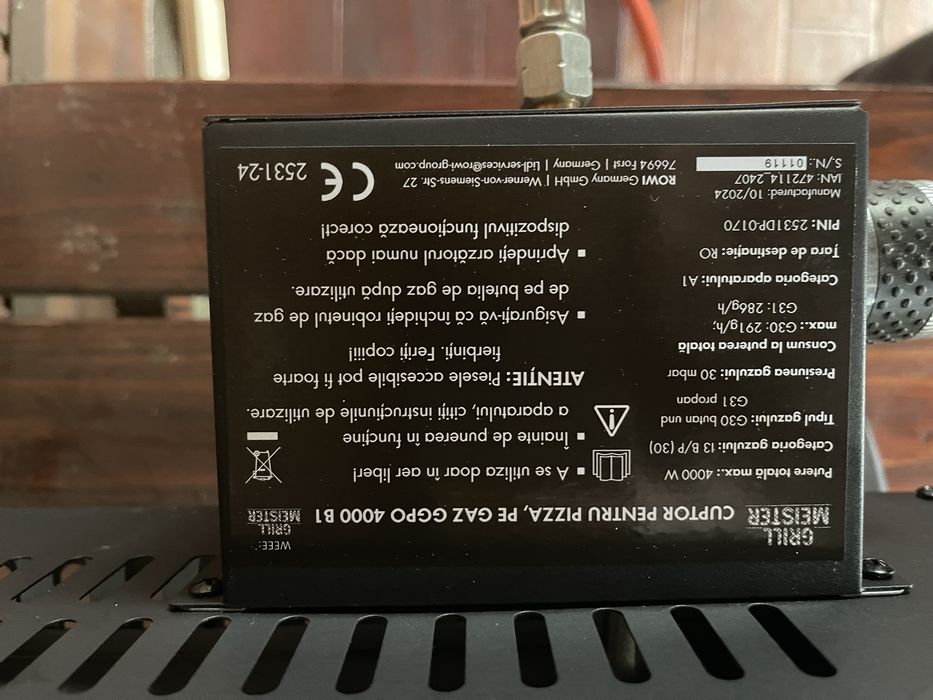 GRILL
MEISTER
CUPTOR PENTRU PIZZA, PE GAZ GGPO 4000 B1
WEEE:
GRILL
MEISTER
Putere totală max.: 4000 W
Categoria gazului: I3 B/P (30)
Tipul gazului: G30 butan und
G31 propan
Presiunea gazului: 30 mbar
Consum la puterea totală
max.: G30: 291g/h;
G31: 286g/h
Categoria aparatului: A1
Țara de destinație: RO
PIN: 2531DP-0170
Manufactured: 10/2024
IAN: 472114_2407
S./N.: 01119
▪ A se utiliza doar în aer liber!
▪ Înainte de punerea în funcține
a aparatului, citiți instrucțiunile de utilizare.
ATENȚIE: Piesele accesibile pot fi foarte
fierbinți. Feriți copiii!
▪ Asigurați-vă că închideți robinetul de gaz
de pe butelia de gaz după utilizare.
▪ Aprindeți arzătorul numai dacă
dispozitivul funcționează corect!
ROWI Germany GmbH | Werner-von-Siemens-Str. 27
76694 Forst Germany | Lidl-services@rowi-group.com
CE
2531-24